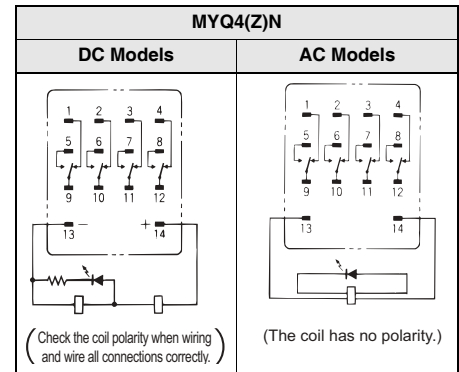 MYQ4(Z)N
DC Models
AC Models
1 2 3 4
5 6 7 8
9 10 11 12
13 − + 14
(Check the coil polarity when wiring
and wire all connections correctly.)
1 2 3 4
5 6 7 8
9 10 11 12
13 14
(The coil has no polarity.)